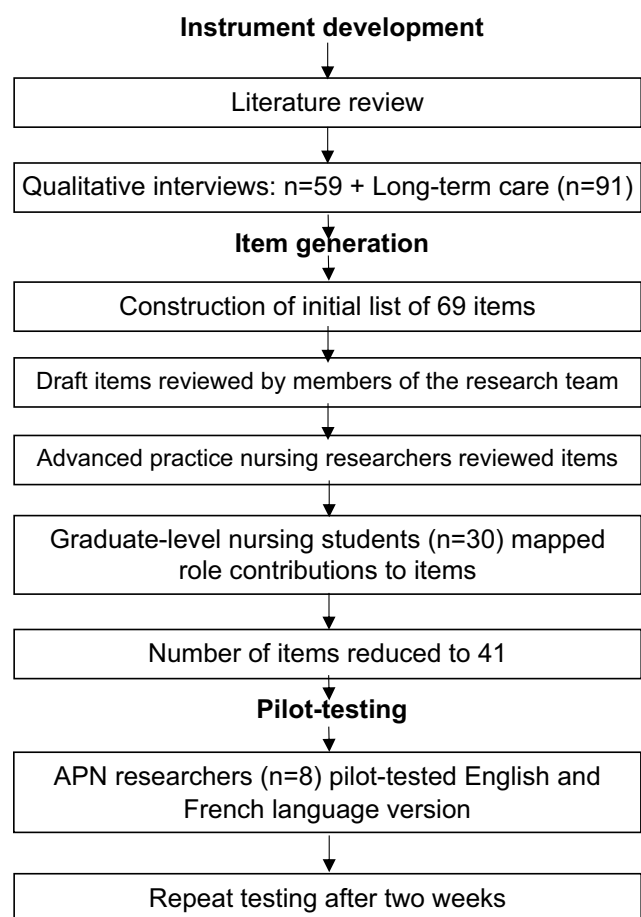 Instrument development
Literature review
Qualitative interviews: n=59 + Long-term care (n=91)
Item generation
Construction of initial list of 69 items
Draft items reviewed by members of the research team
Advanced practice nursing researchers reviewed items
Graduate-level nursing students (n=30) mapped
role contributions to items
Number of items reduced to 41
Pilot-testing
APN researchers (n=8) pilot-tested English and
French language version
Repeat testing after two weeks